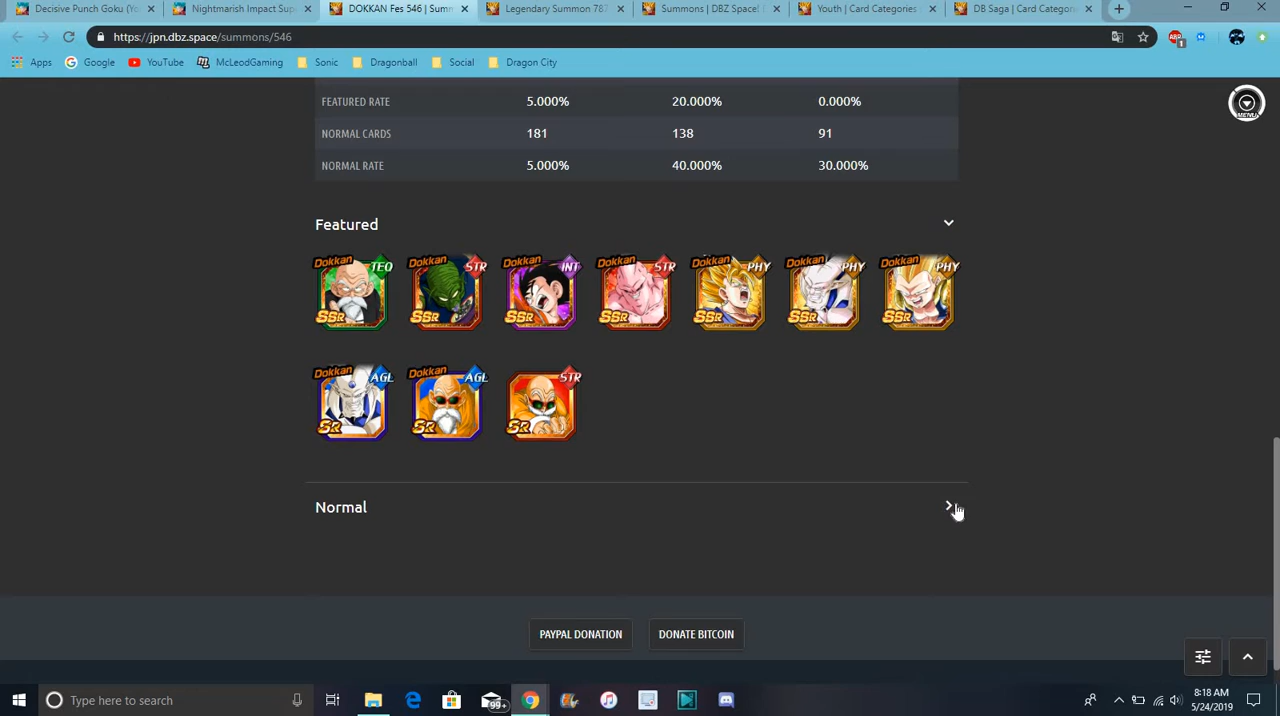 Decisive Punch Goku (Yo
Nightmarish Impact Supe
DOKKAN Fes 546 | Summ
Legendary Summon 787
Summons | DBZ Space! E
Youth | Card Categories
DB Saga | Card Categorie
https://jpn.dbz.space/summons/546
Apps
Google
YouTube
McLeodGaming
Sonic
Dragonball
Social
Dragon City
MENU
FEATURED RATE 5.000% 20.000% 0.000%
NORMAL CARDS 181 138 91
NORMAL RATE 5.000% 40.000% 30.000%
Featured
Dokkan TEQ SSR
Dokkan STR SSR
Dokkan INT SSR
Dokkan STR SSR
Dokkan PHY SSR
Dokkan PHY SSR
Dokkan PHY SSR
Dokkan AGL SR
Dokkan AGL SR
STR SR
Normal
PAYPAL DONATION
DONATE BITCOIN
Type here to search
99+
8:18 AM
5/24/2019